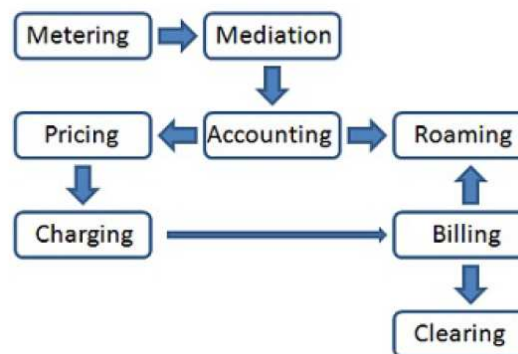 Metering
Mediation
Pricing
Accounting
Roaming
Charging
Billing
Clearing